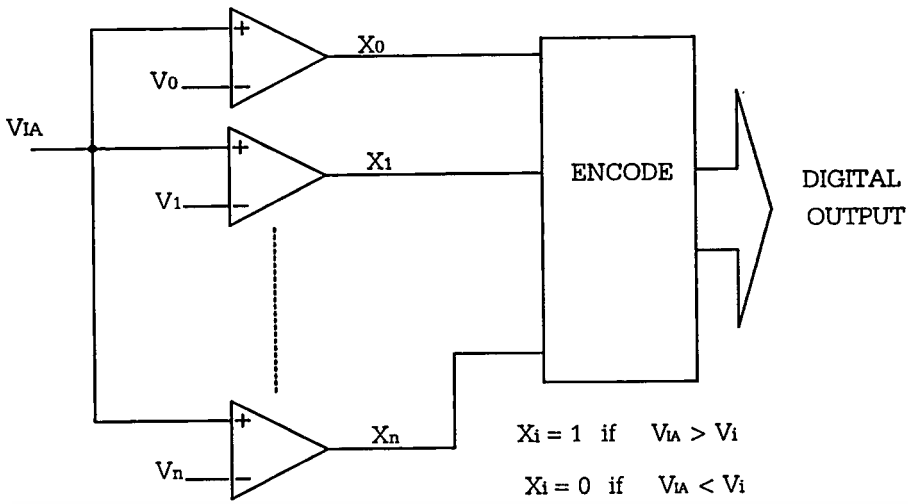 +
X0
V0
−
VIA
+
X1
ENCODE
V1
−
DIGITAL
OUTPUT
+
Xn
Vn
−
Xi = 1 if VIA > Vi
Xi = 0 if VIA < Vi